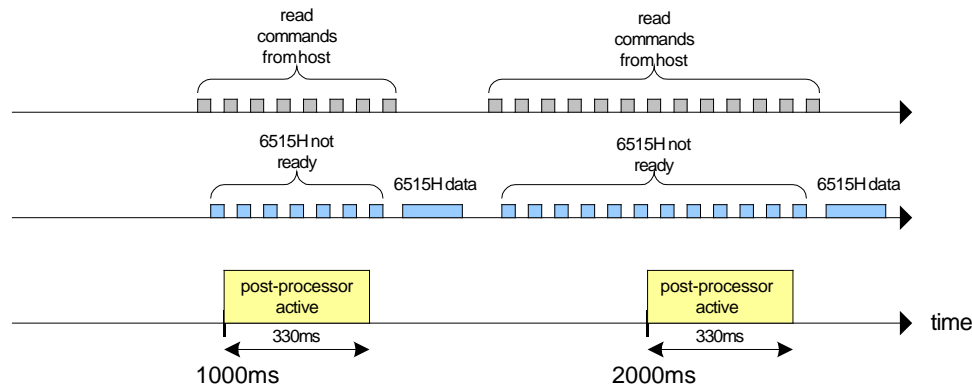 read
commands
from host
read
commands
from host
6515H not
ready
6515H data
6515H not
ready
6515H data
post-processor
active
post-processor
active
time
330ms
330ms
1000ms
2000ms